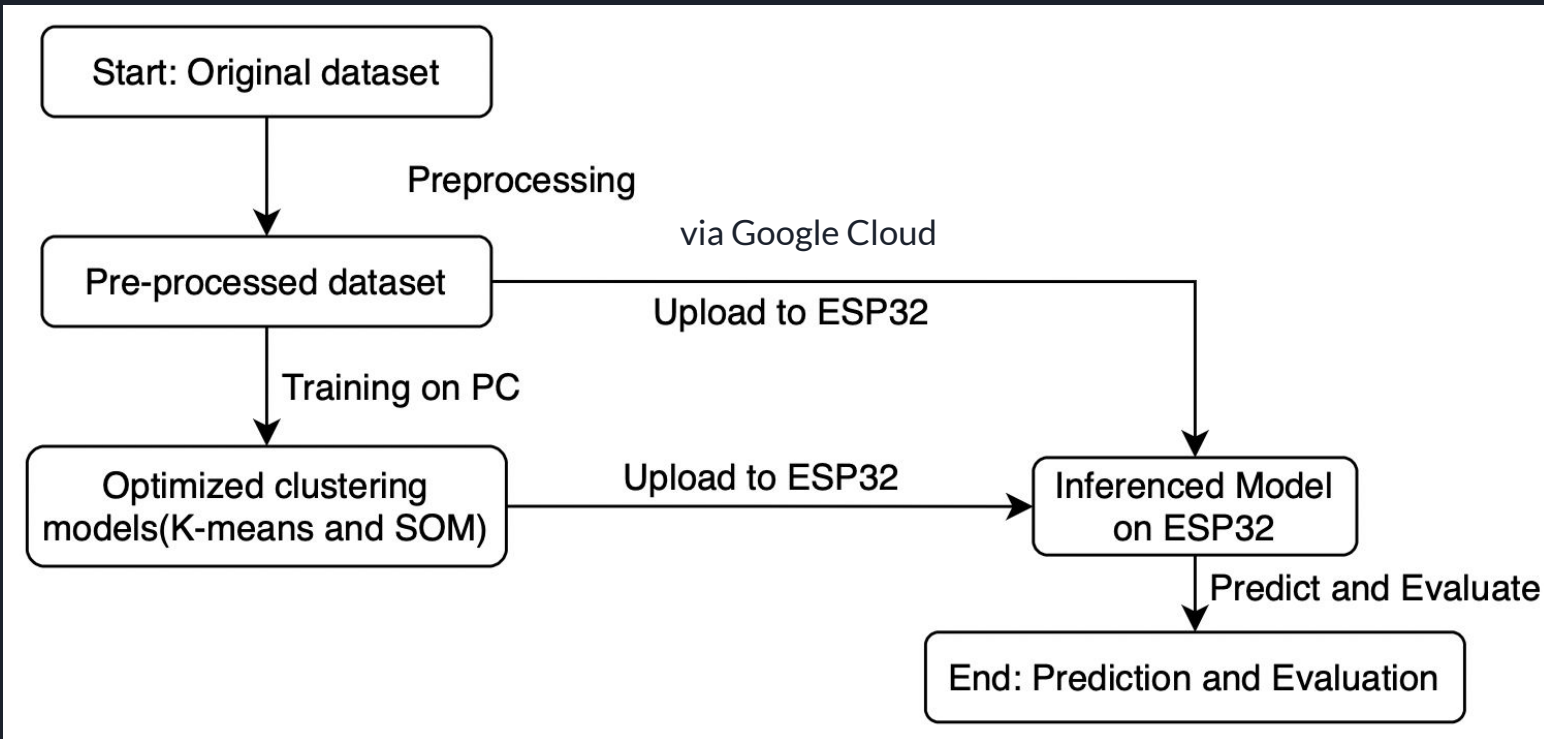 Start: Original dataset
Preprocessing
via Google Cloud
Pre-processed dataset
Upload to ESP32
Training on PC
Optimized clustering
models(K-means and SOM)
Upload to ESP32
Inferenced Model
on ESP32
Predict and Evaluate
End: Prediction and Evaluation